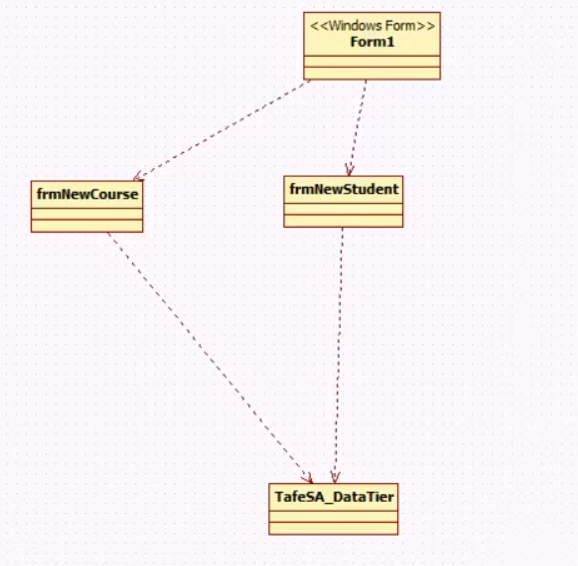 <<Windows Form>>
Form1
frmNewCourse
frmNewStudent
TafeSA_DataTier